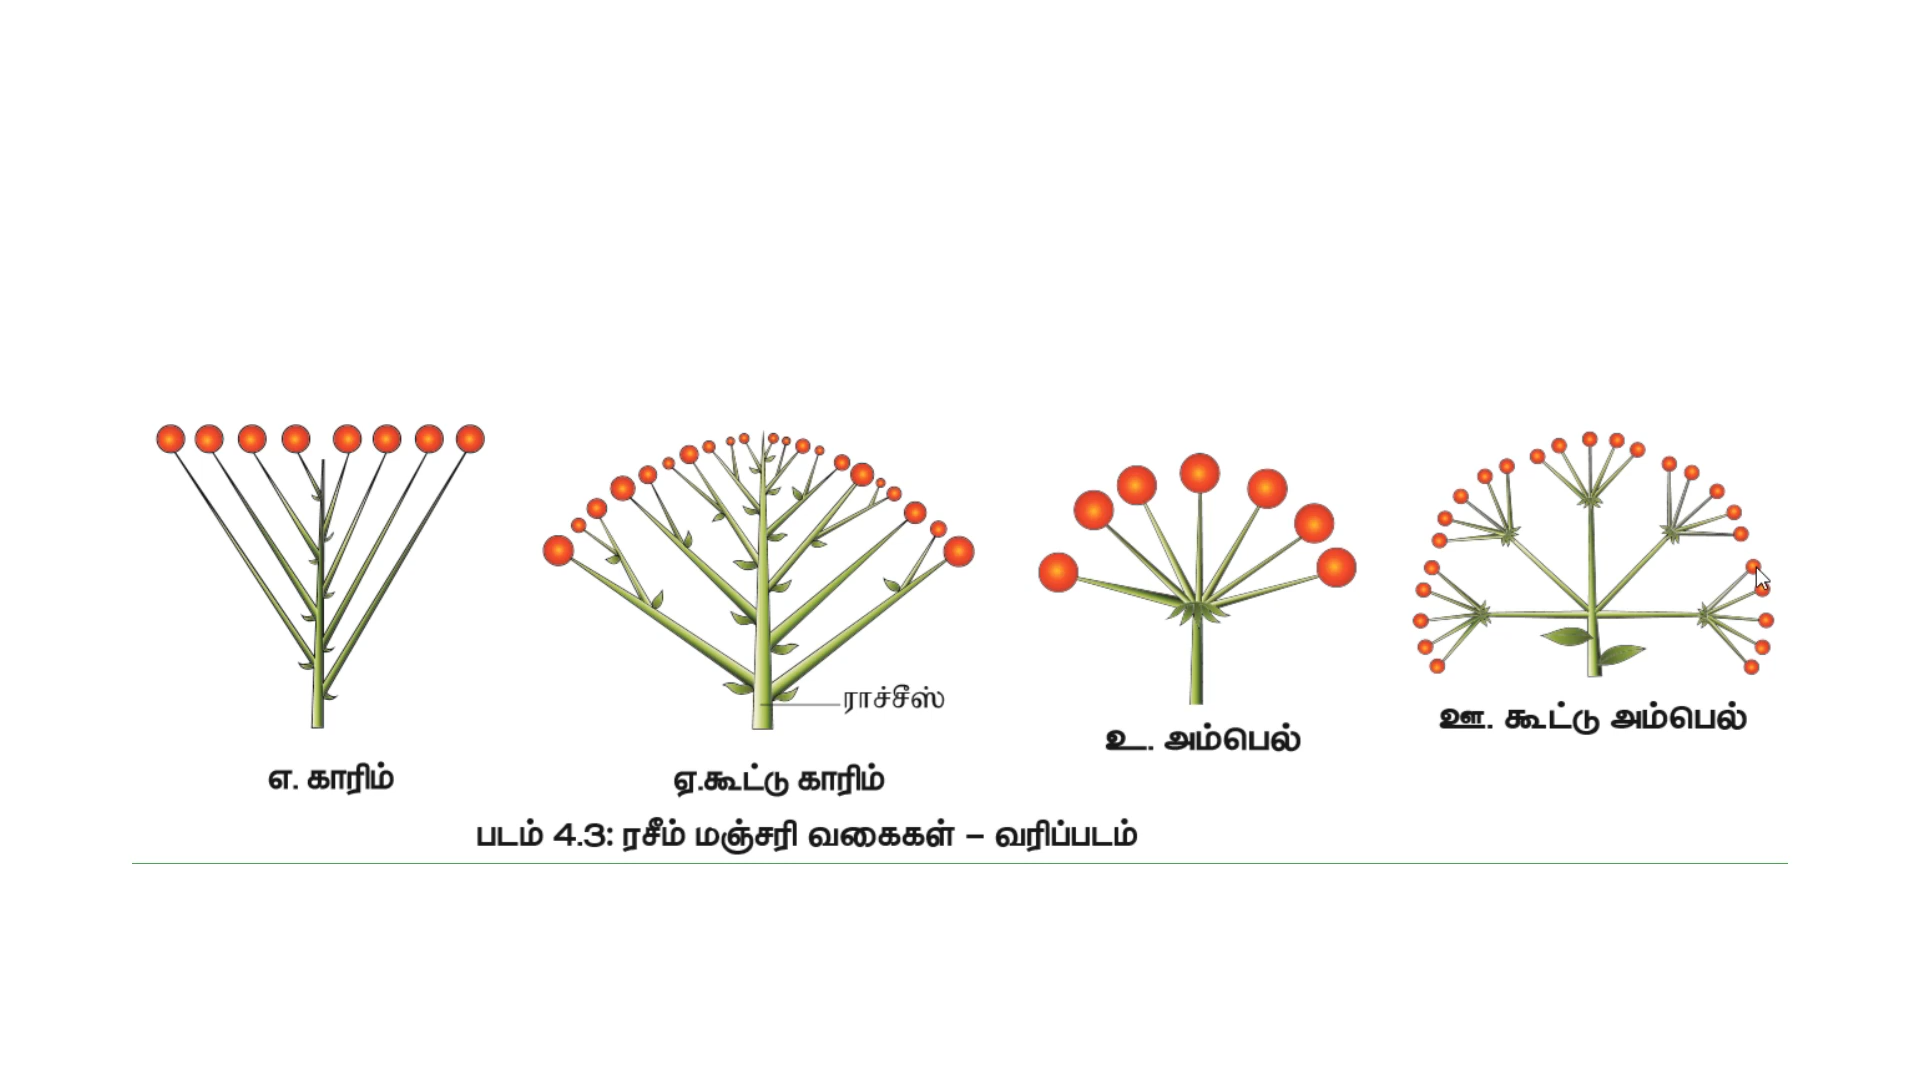 ராச்சீஸ்
எ. காரிம்
ஏ.கூட்டு காரிம்
உ. அம்பெல்
ஊ. கூட்டு அம்பெல்
படம் 4.3: ரசீம் மஞ்சரி வகைகள் – வரிப்படம்